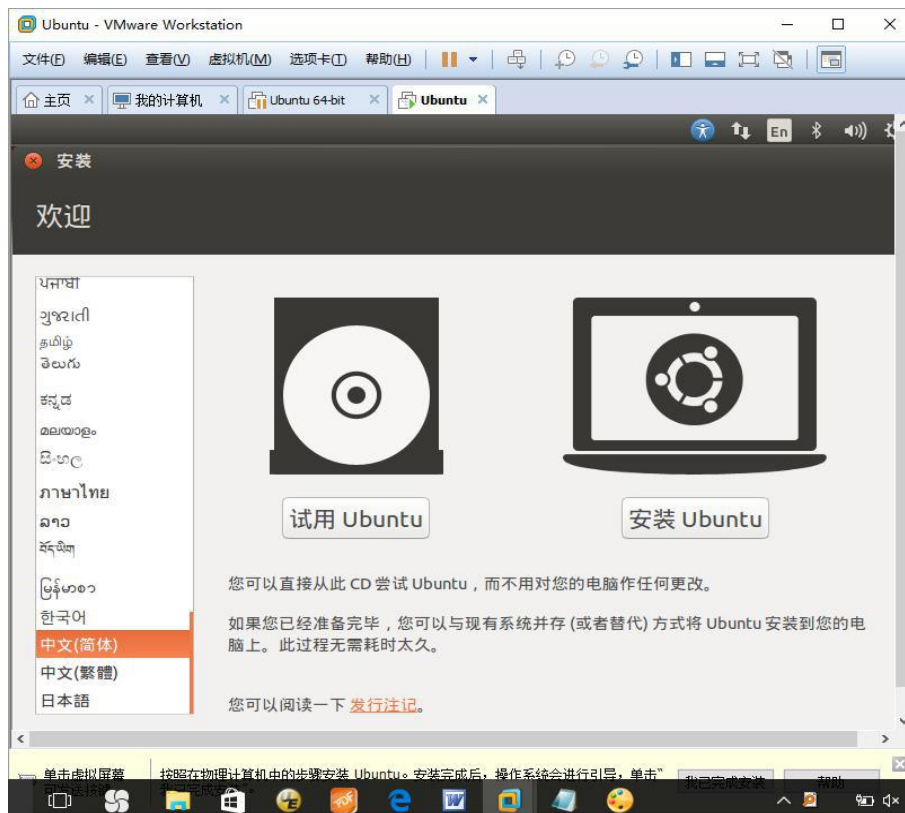 Ubuntu - VMware Workstation
文件(F) 编辑(E) 查看(V) 虚拟机(M) 选项卡(T) 帮助(H)
主页 我的计算机 Ubuntu 64-bit Ubuntu
En
安装
欢迎
ਪੰਜਾਬੀ
ગુજરાતી
தமிழ்
తెలుగు
ಕನ್ನಡ
മലയാളം
සිංහල
ภาษาไทย
ລາວ
မြန်မာစာ
한국어
中文(简体)
中文(繁體)
日本語
试用 Ubuntu
安装 Ubuntu
您可以直接从此 CD 尝试 Ubuntu，而不用对您的电脑作任何更改。
如果您已经准备完毕，您可以与现有系统并存 (或者替代) 方式将 Ubuntu 安装到您的电
脑上。此过程无需耗时太久。
您可以阅读一下 发行注记。
单击虚拟屏幕
按照在物理计算机中的步骤安装 Ubuntu。安装完成后，操作系统会进行引导，单击“
我已完成安装
帮助